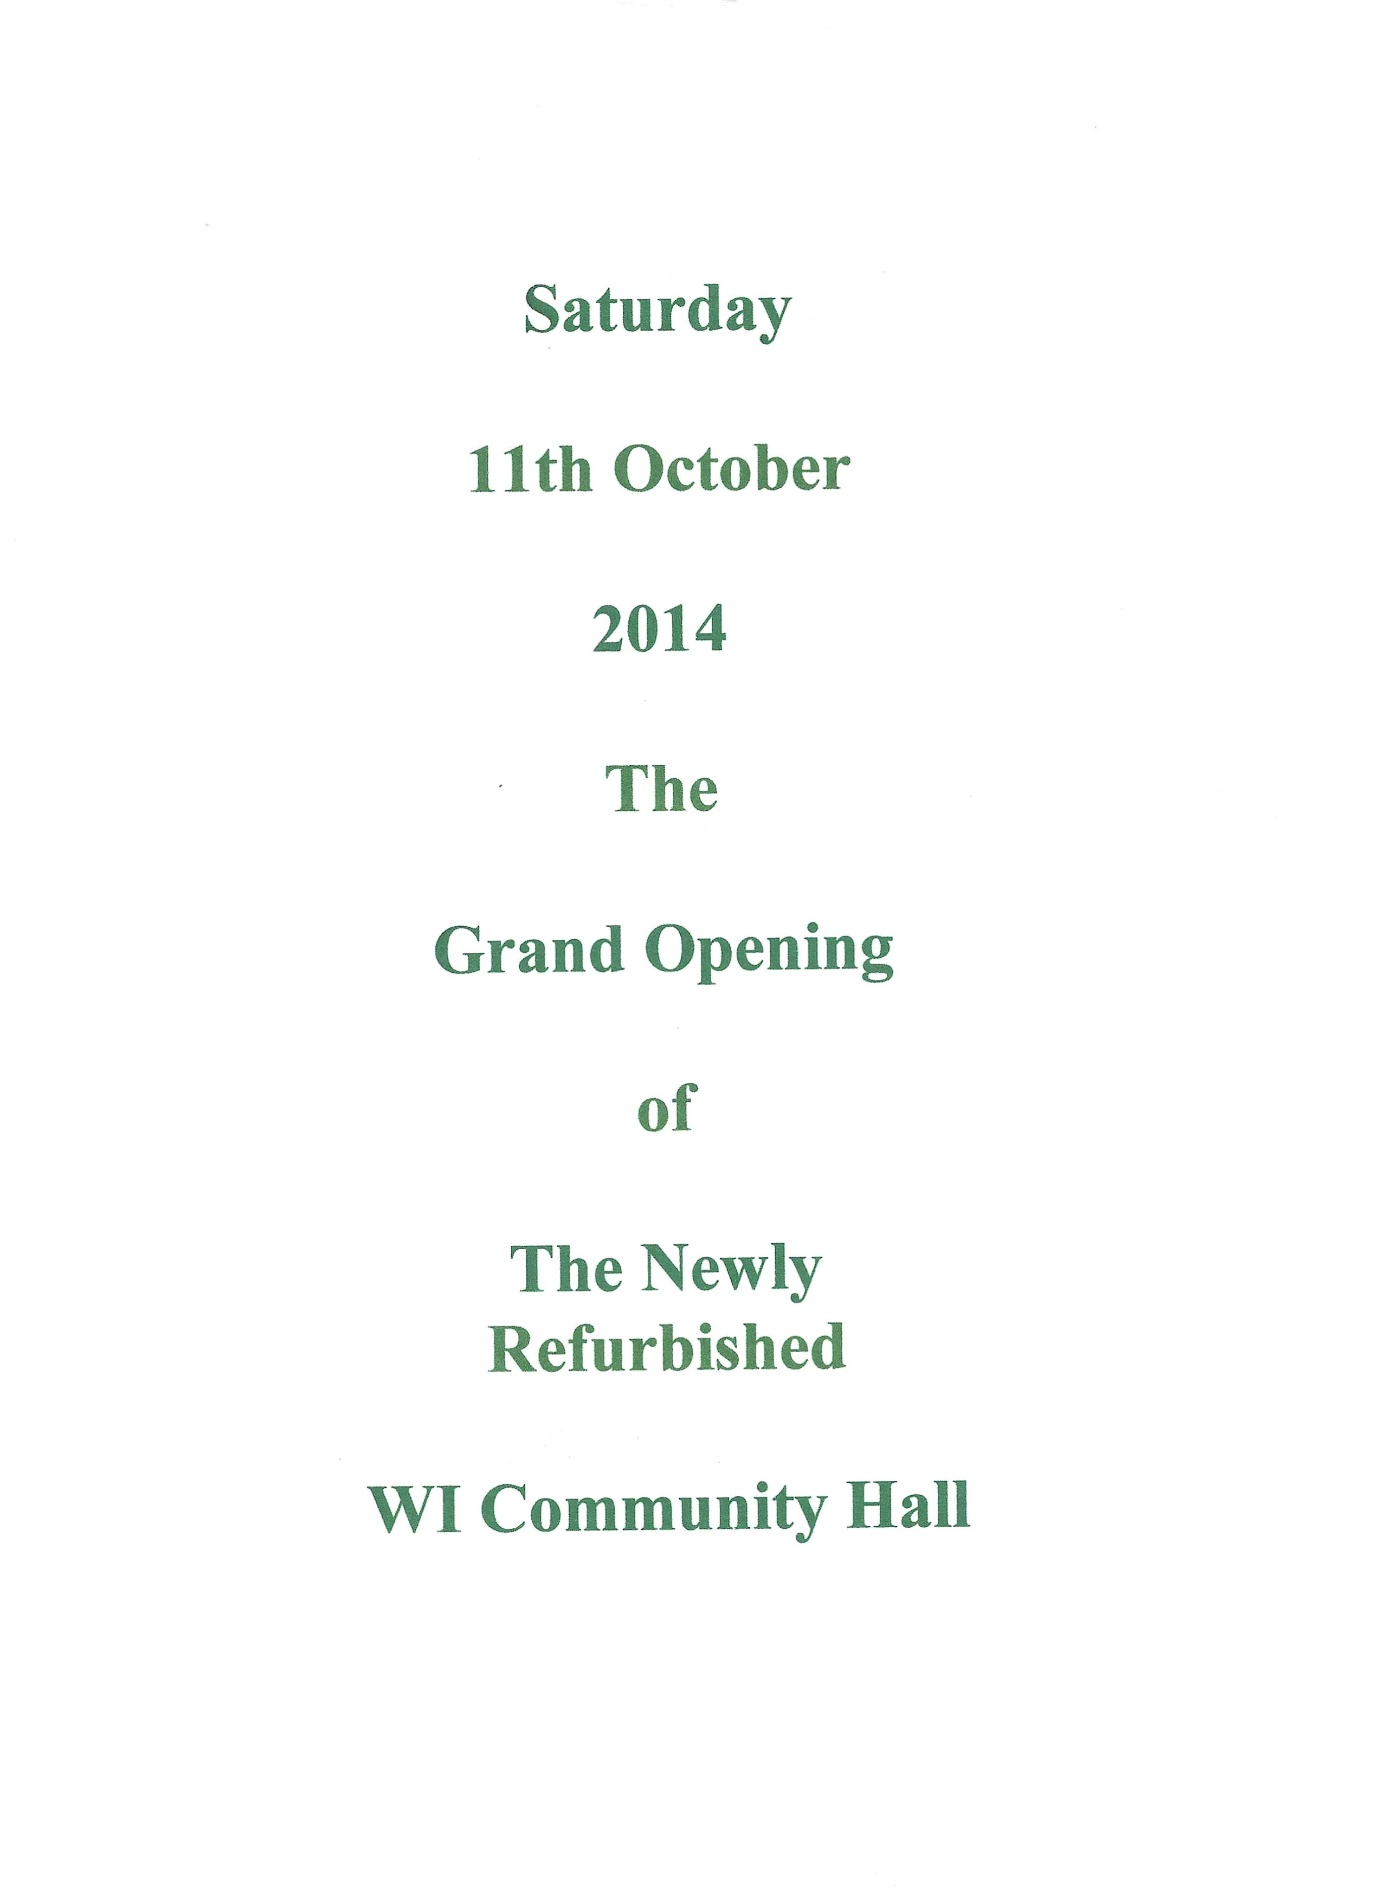 Saturday
11th October
2014
The
Grand Opening
of
The Newly
Refurbished
WI Community Hall